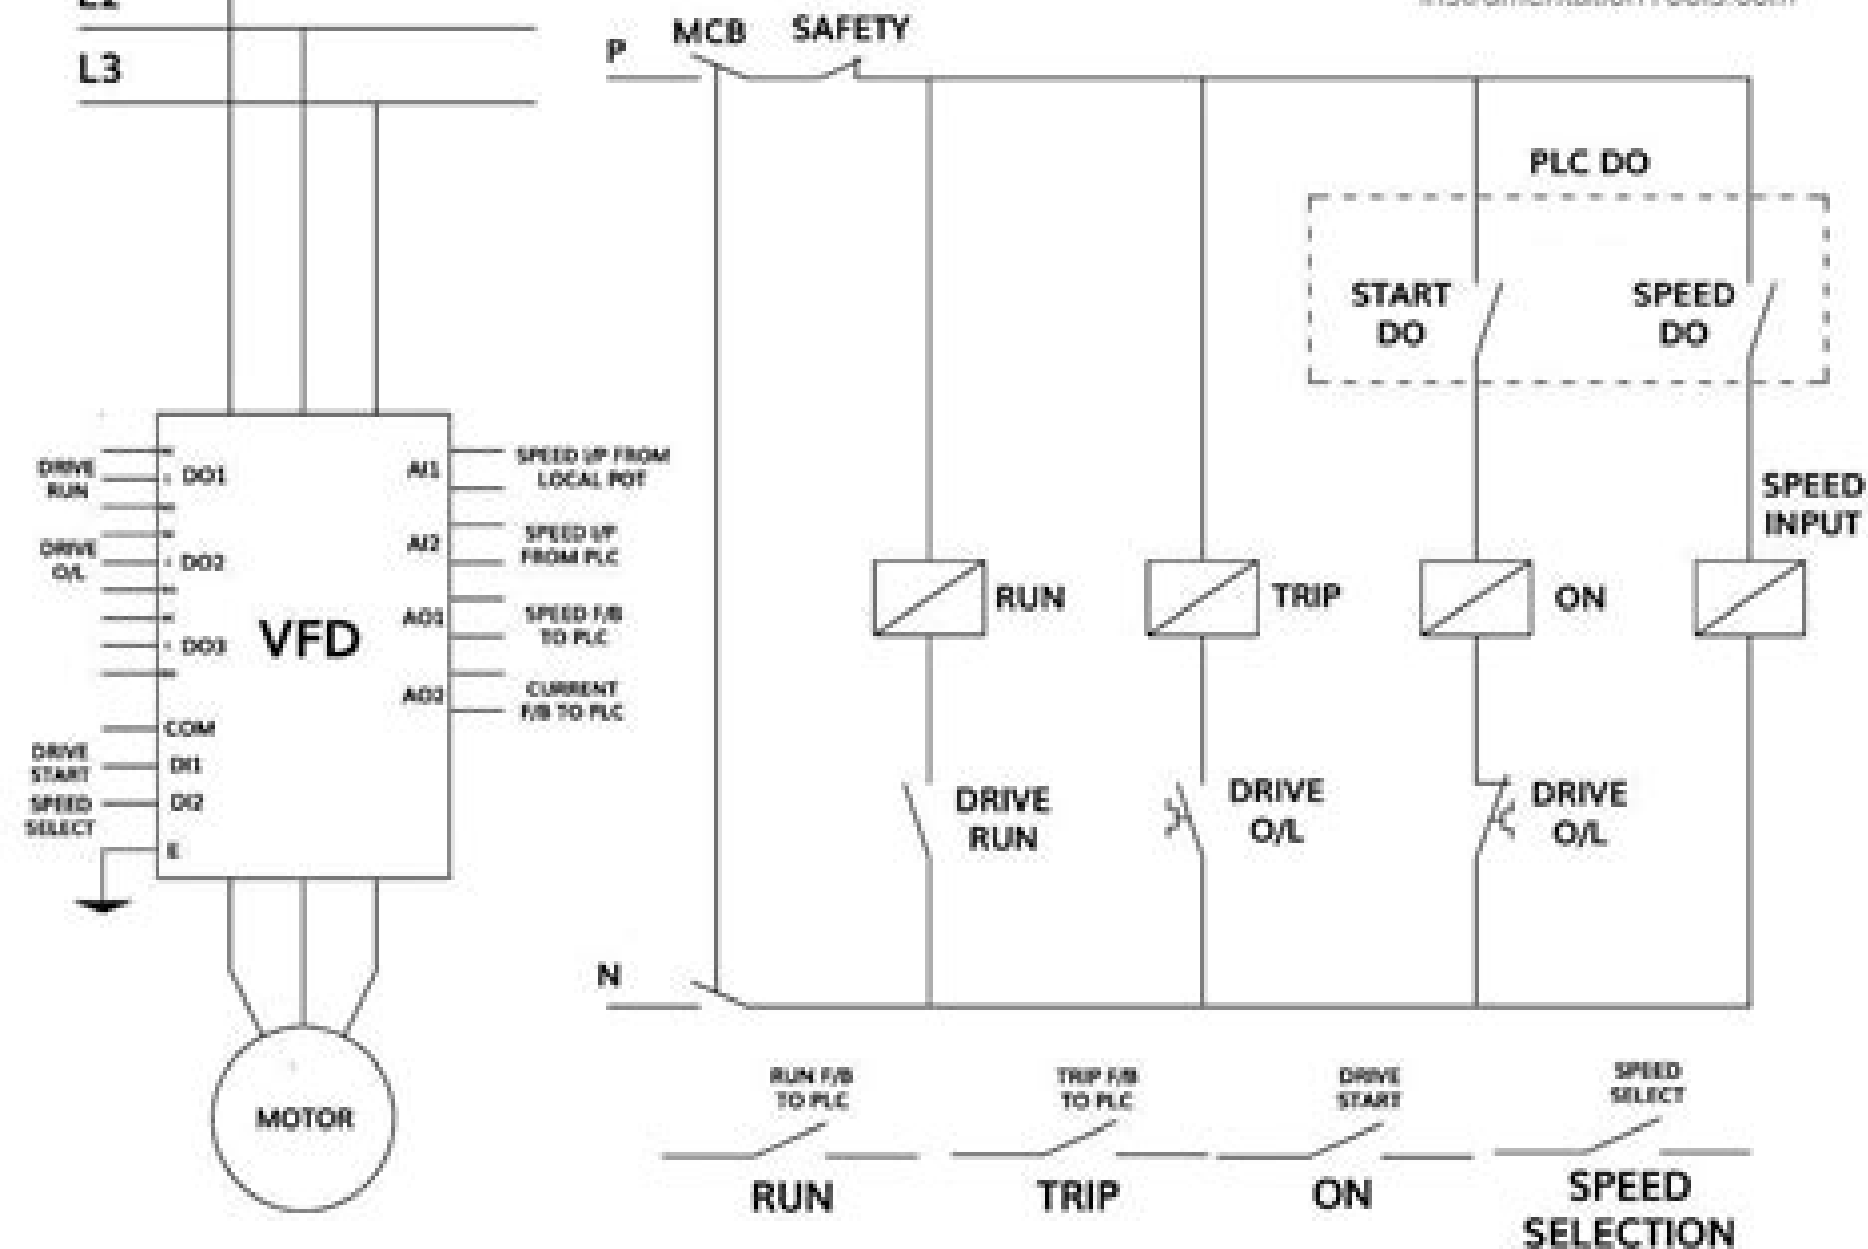 L2
InstrumentationTools.com
L3
P
MCB
SAFETY
PLC DO
START
DO
SPEED
DO
DRIVE
RUN
DO1
AI1
SPEED I/P FROM
LOCAL POT
DRIVE
O/L
DO2
AI2
SPEED I/P
FROM PLC
DO3
VFD
AO1
SPEED F/B
TO PLC
AO2
CURRENT
F/B TO PLC
COM
DRIVE
START
DI1
SPEED
SELECT
DI2
E
MOTOR
SPEED
INPUT
RUN
TRIP
ON
DRIVE
RUN
DRIVE
O/L
DRIVE
O/L
N
RUN F/B
TO PLC
RUN
TRIP F/B
TO PLC
TRIP
DRIVE
START
ON
SPEED
SELECT
SPEED
SELECTION